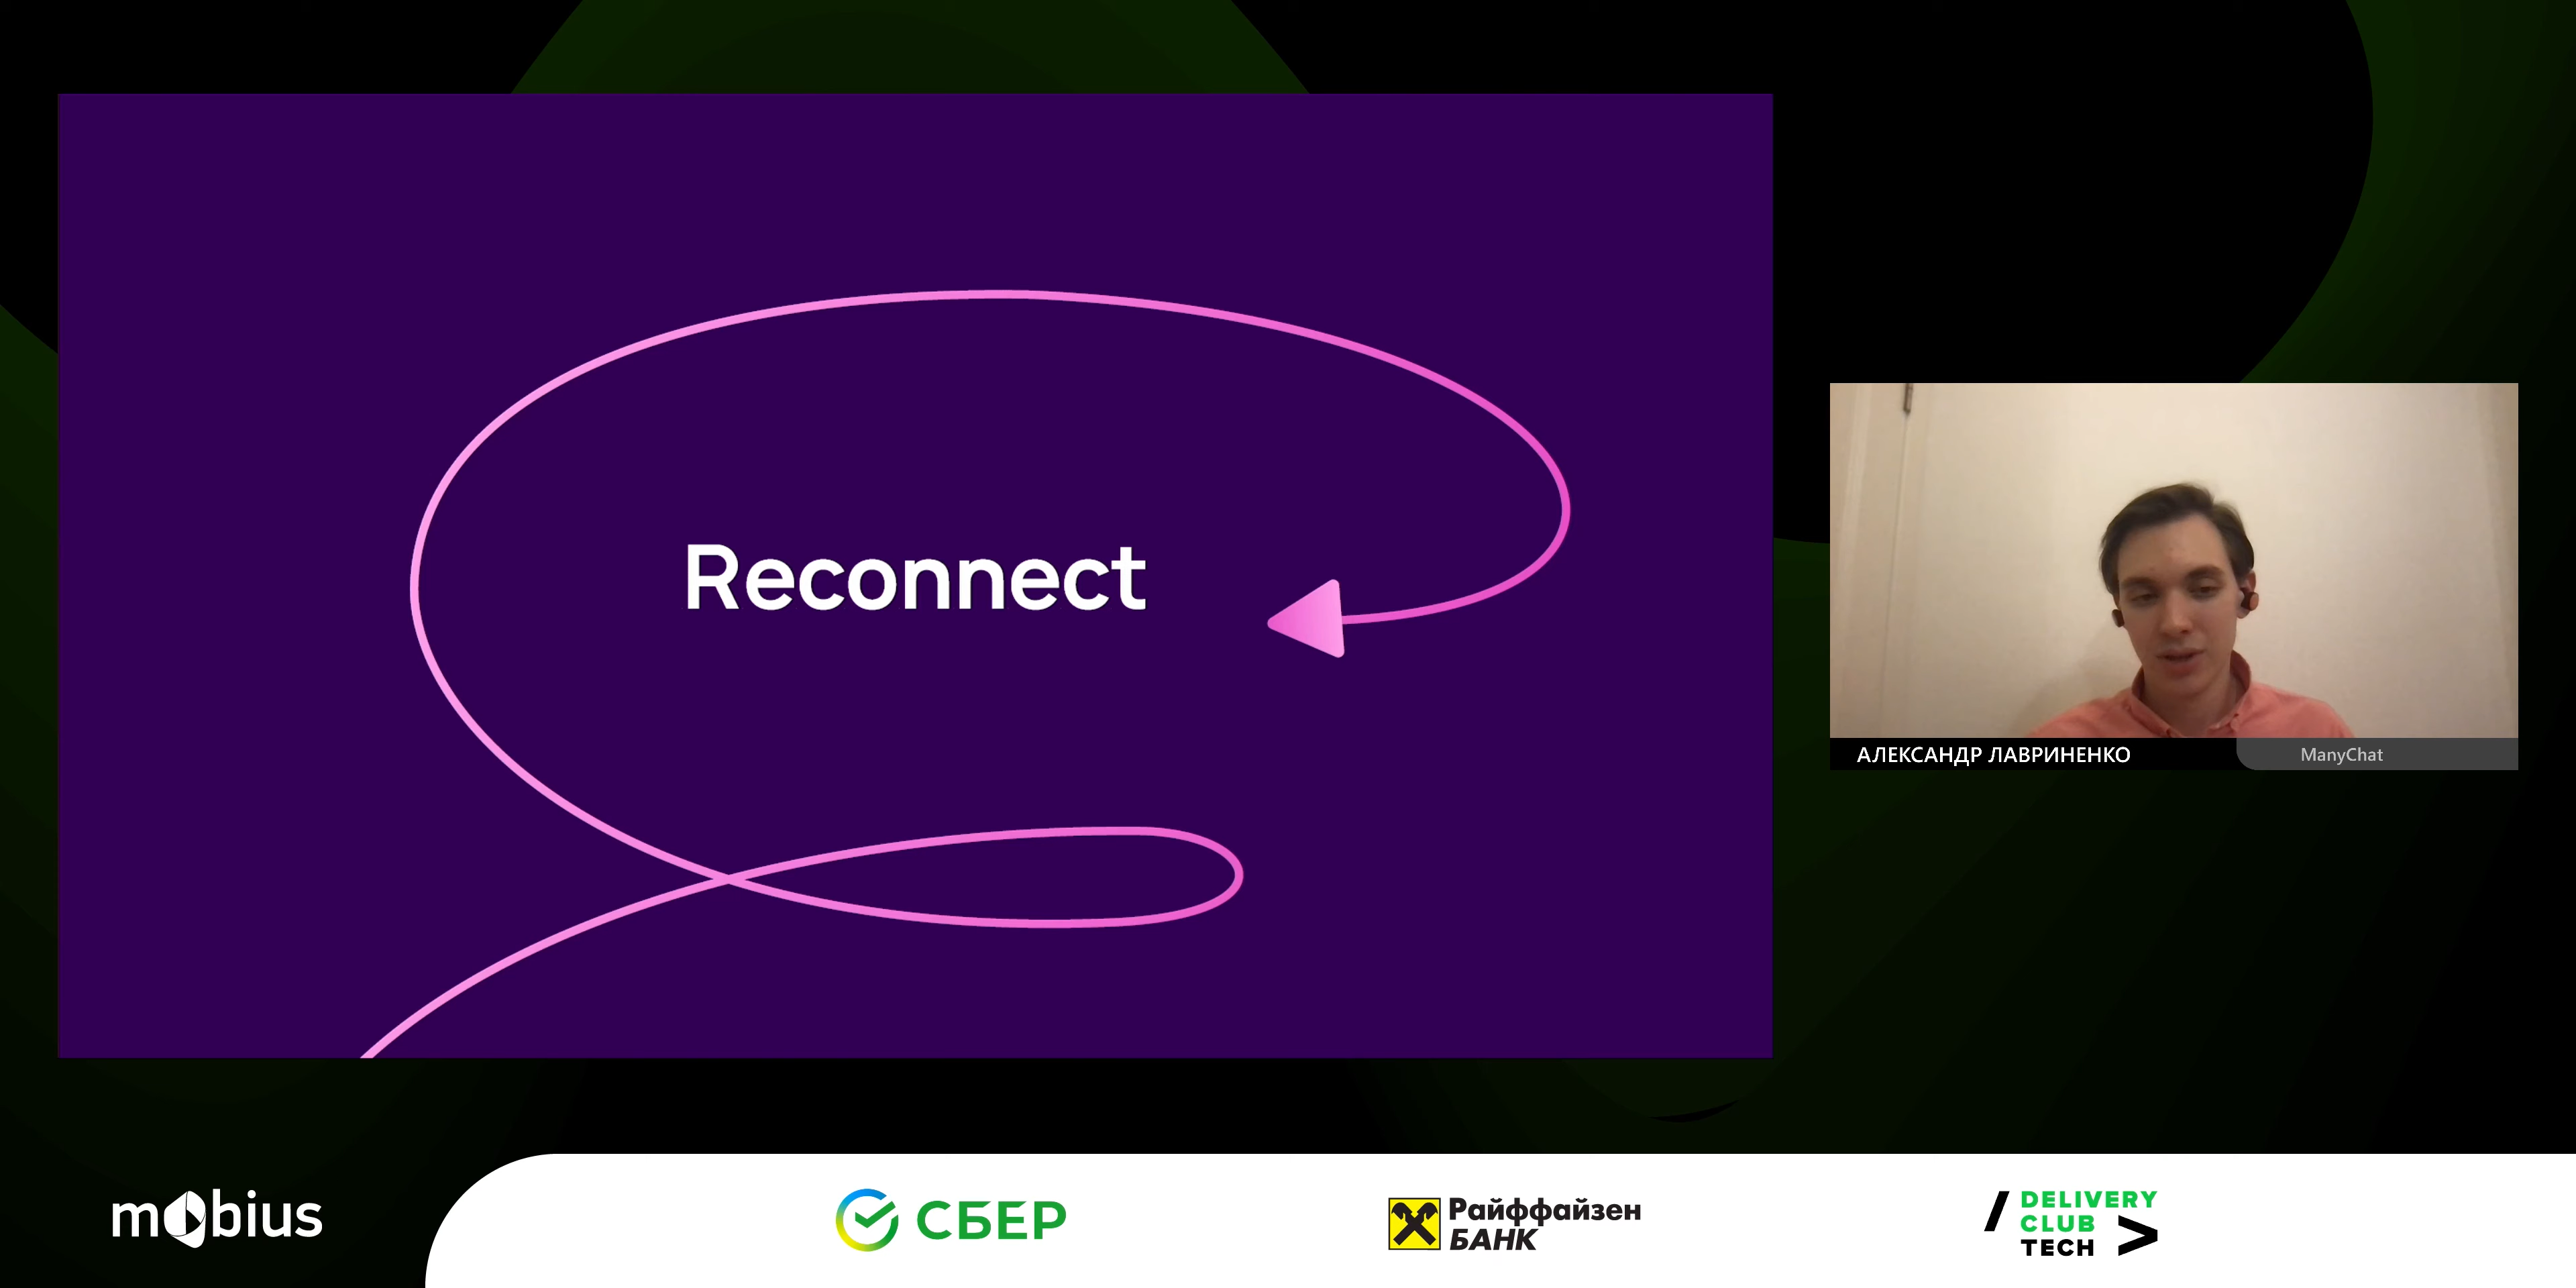 Reconnect
АЛЕКСАНДР ЛАВРИНЕНКО
ManyChat
mobius
СБЕР
Райффайзен
БАНК
DELIVERY
CLUB
TECH